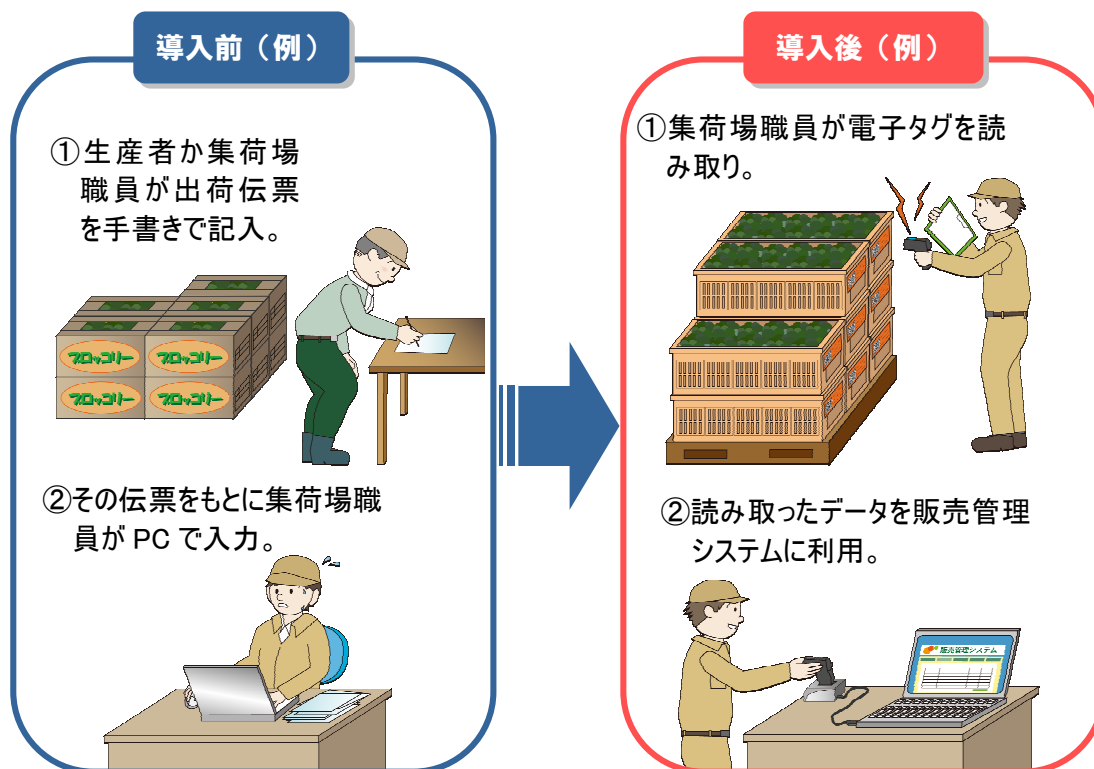 導入前（例）
①生産者か集荷場
職員が出荷伝票
を手書きで記入。
ブロッコリー
ブロッコリー
ブロッコリー
ブロッコリー
②その伝票をもとに集荷場職
員が PC で入力。
導入後（例）
①集荷場職員が電子タグを読
み取り。
②読み取ったデータを販売管理
システムに利用。
販売管理システム